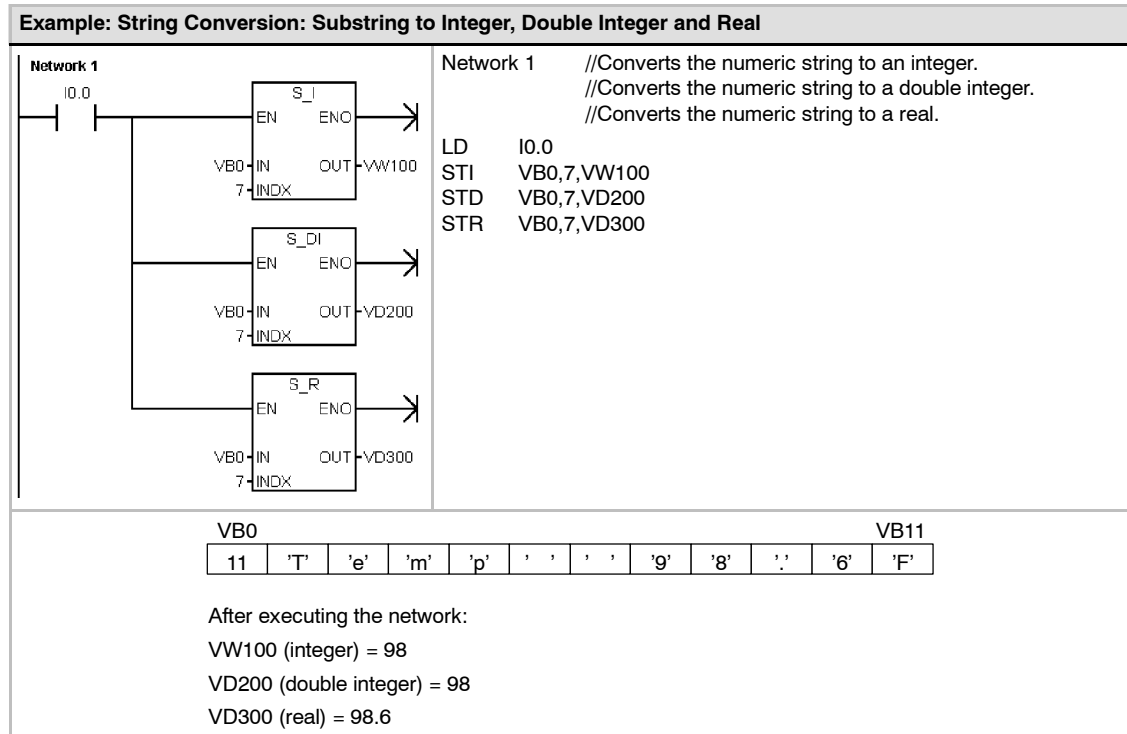 Example: String Conversion: Substring to Integer, Double Integer and Real
Network 1
I0.0
S_I
EN ENO
VB0 IN OUT VW100
7 INDX
S_DI
EN ENO
VB0 IN OUT VD200
7 INDX
S_R
EN ENO
VB0 IN OUT VD300
7 INDX
Network 1 //Converts the numeric string to an integer.
//Converts the numeric string to a double integer.
//Converts the numeric string to a real.
LD I0.0
STI VB0,7,VW100
STD VB0,7,VD200
STR VB0,7,VD300
VB0 VB11
11 ’T’ ’e’ ’m’ ’p’ ’ ’ ’ ’ ’9’ ’8’ ’.’ ’6’ ’F’
After executing the network:
VW100 (integer) = 98
VD200 (double integer) = 98
VD300 (real) = 98.6